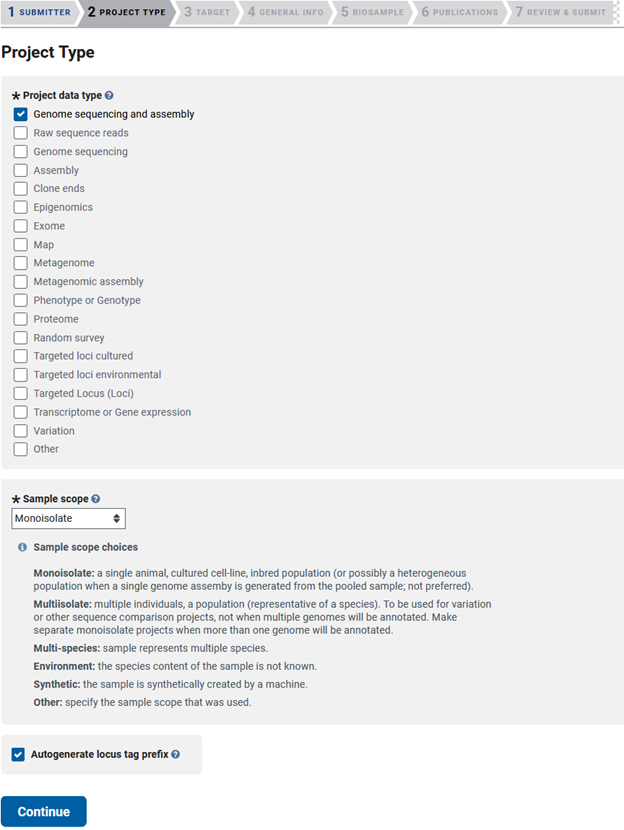 1 SUBMITTER 2 PROJECT TYPE 3 TARGET 4 GENERAL INFO 5 BIOSAMPLE 6 PUBLICATIONS 7 REVIEW & SUBMIT
Project Type
* Project data type ?
Genome sequencing and assembly
Raw sequence reads
Genome sequencing
Assembly
Clone ends
Epigenomics
Exome
Map
Metagenome
Metagenomic assembly
Phenotype or Genotype
Proteome
Random survey
Targeted loci cultured
Targeted loci environmental
Targeted Locus (Loci)
Transcriptome or Gene expression
Variation
Other
* Sample scope ?
Monoisolate
Sample scope choices
Monoisolate: a single animal, cultured cell-line, inbred population (or possibly a heterogeneous
population when a single genome assemby is generated from the pooled sample; not preferred).
Multiisolate: multiple individuals, a population (representative of a species). To be used for variation
or other sequence comparison projects, not when multiple genomes will be annotated. Make
separate monoisolate projects when more than one genome will be annotated.
Multi-species: sample represents multiple species.
Environment: the species content of the sample is not known.
Synthetic: the sample is synthetically created by a machine.
Other: specify the sample scope that was used.
Autogenerate locus tag prefix ?
Continue